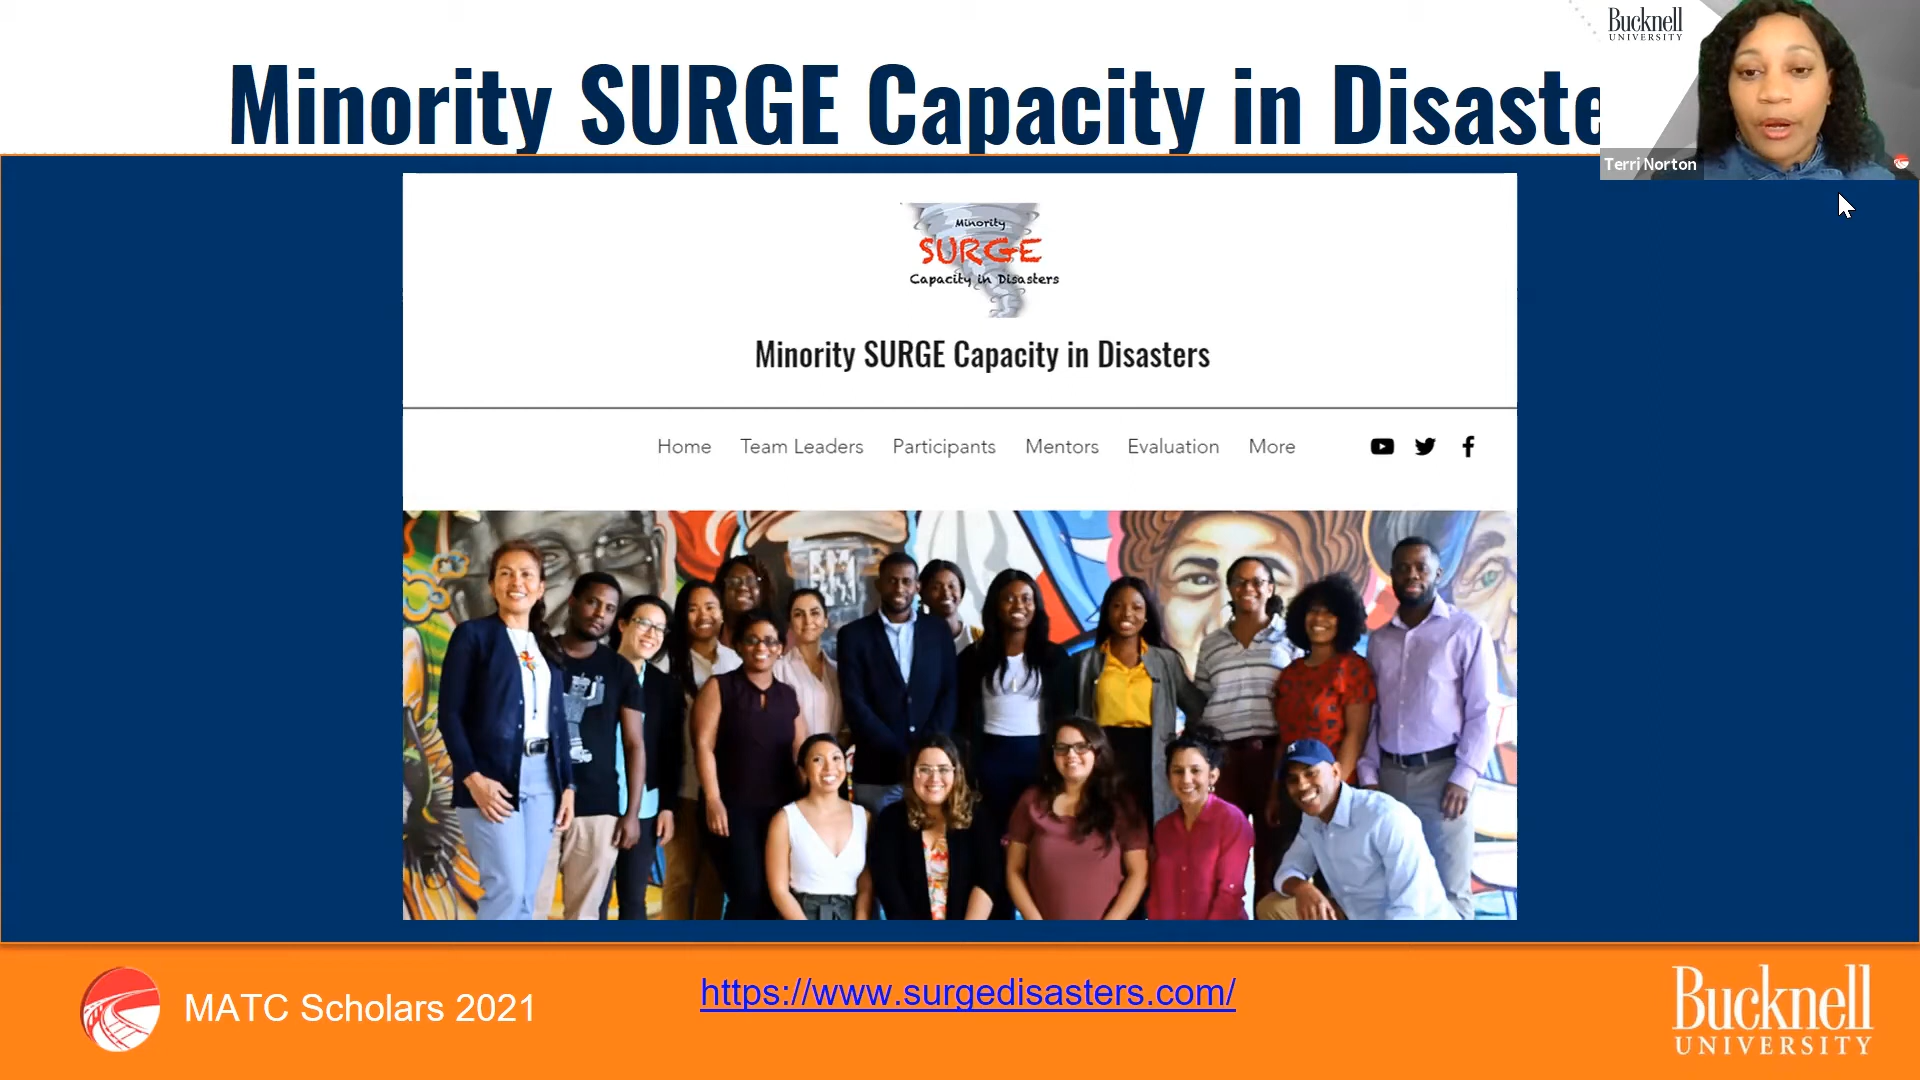 Bucknell
UNIVERSITY
Minority SURGE Capacity in Disaste
Terri Norton
Minority
SURGE
Capacity in Disasters
Minority SURGE Capacity in Disasters
Home Team Leaders Participants Mentors Evaluation More
MATC Scholars 2021
https://www.surgedisasters.com/
Bucknell
UNIVERSITY